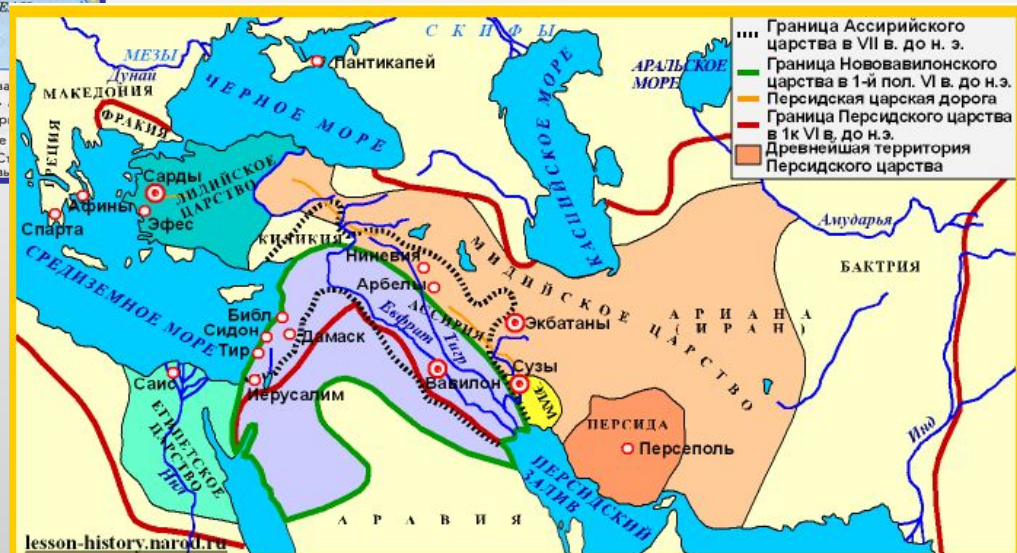 Граница Ассирийского
царства в VII в. до н. э.
Граница Нововавилонского
царства в 1-й пол. VI в. до н.э.
Персидская царская дорога
Граница Персидского царства
в 1к VI в. до н.э.
Древнейшая территория
Персидского царства
СКИФЫ
МЕЗЫ
Дунай
Пантикапей
АРАЛЬСКОЕ
МОРЕ
МАКЕДОНИЯ
ФРАКИЯ
ЧЕРНОЕ МОРЕ
КАСПИЙСКОЕ МОРЕ
ГРЕЦИЯ
Сарды
ЛИДИЙСКОЕ
ЦАРСТВО
Афины
Эфес
Спарта
Амударья
КИЛИКИЯ
МИДИЙСКОЕ ЦАРСТВО
Ниневия
БАКТРИЯ
СРЕДИЗЕМНОЕ МОРЕ
Арбелы
АССИРИЯ
Библ
Евфрат
Тигр
Экбатаны
АРИАНА
(ИРАН)
Сидон
Дамаск
Тир
Сузы
Саис
Иерусалим
Вавилон
ЭЛАМ
ЕГИПЕТСКОЕ
ЦАРСТВО
Нил
ПЕРСИДА
Персеполь
Инд
ПЕРСИДСКИЙ
ЗАЛИВ
АРАВИЯ
lesson-history.narod.ru